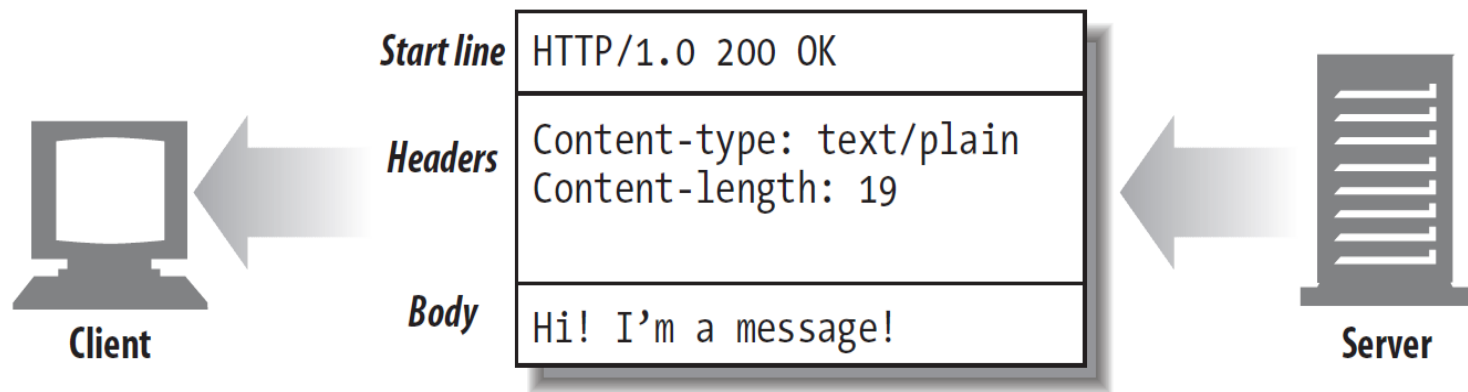 Start line
HTTP/1.0 200 OK
Headers
Content-type: text/plain
Content-length: 19
Body
Hi! I’m a message!
Client
Server